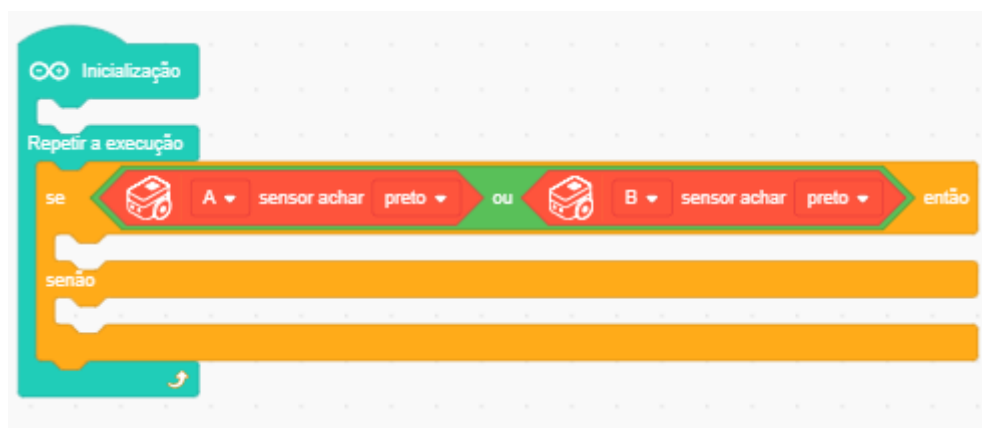 Inicialização
Repetir a execução
se A sensor achar preto ou B sensor achar preto então
senão